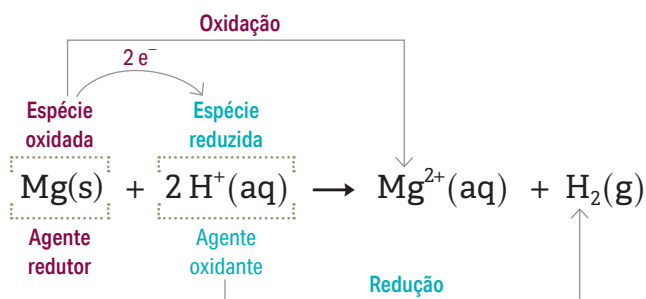 Oxidação
2 e⁻
Espécie
oxidada
Espécie
reduzida
Mg(s) + 2 H⁺(aq) → Mg²⁺(aq) + H₂(g)
Agente
redutor
Agente
oxidante
Redução